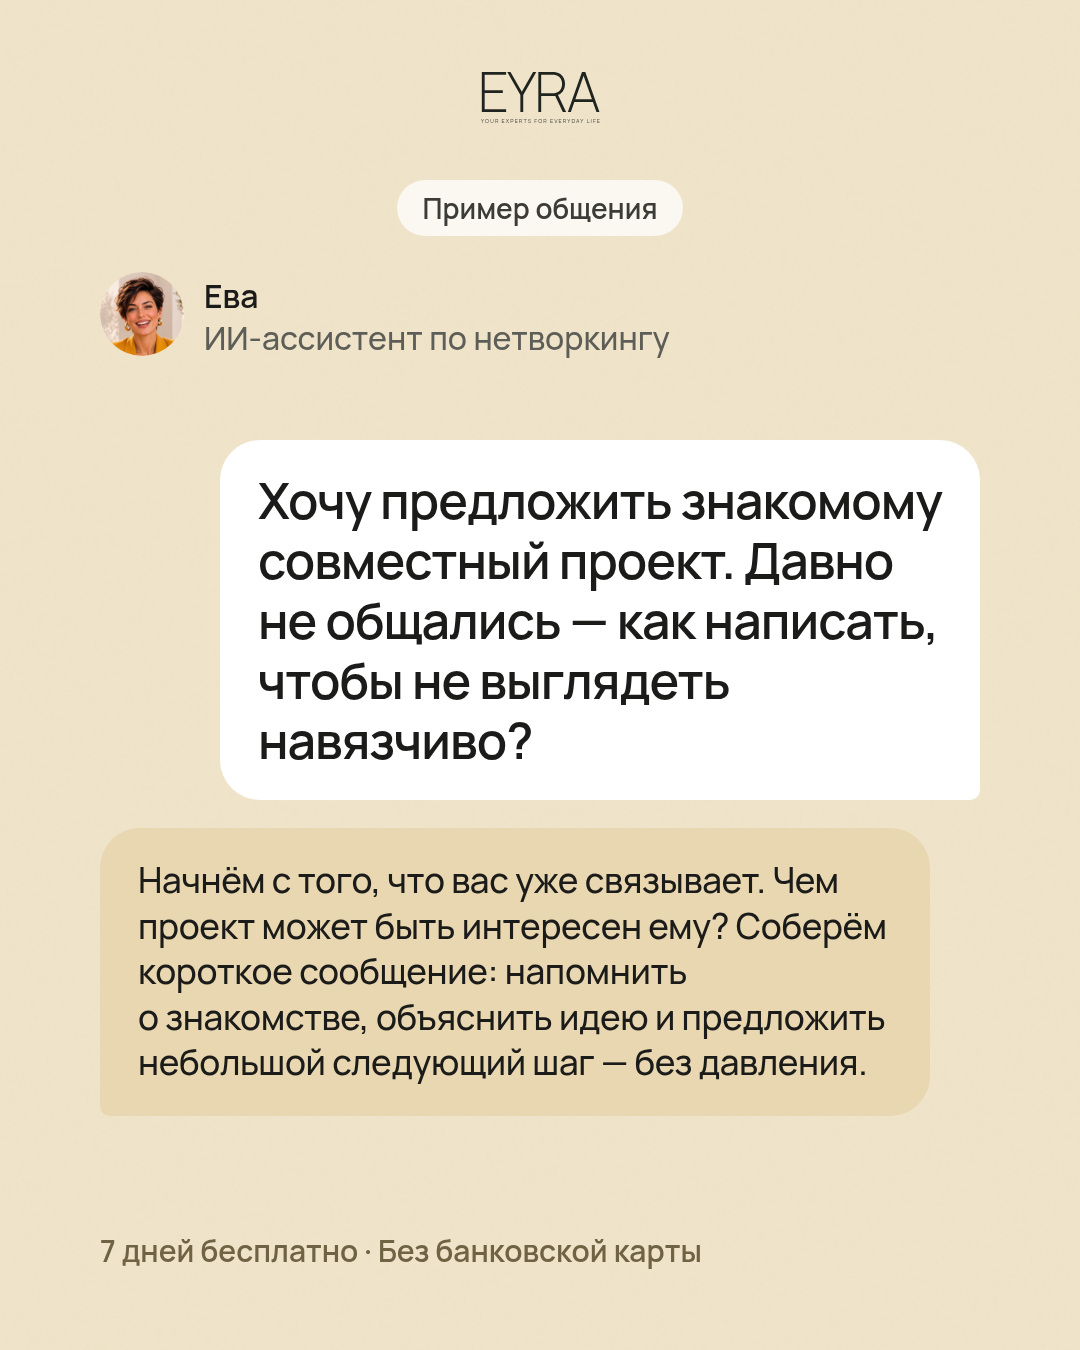 EYRA
YOUR EXPERTS FOR EVERYDAY LIFE
Пример общения
Ева
ИИ-ассистент по нетворкингу
Хочу предложить знакомому
совместный проект. Давно
не общались — как написать,
чтобы не выглядеть
навязчиво?
Начнём с того, что вас уже связывает. Чем
проект может быть интересен ему? Соберём
короткое сообщение: напомнить
о знакомстве, объяснить идею и предложить
небольшой следующий шаг — без давления.
7 дней бесплатно · Без банковской карты